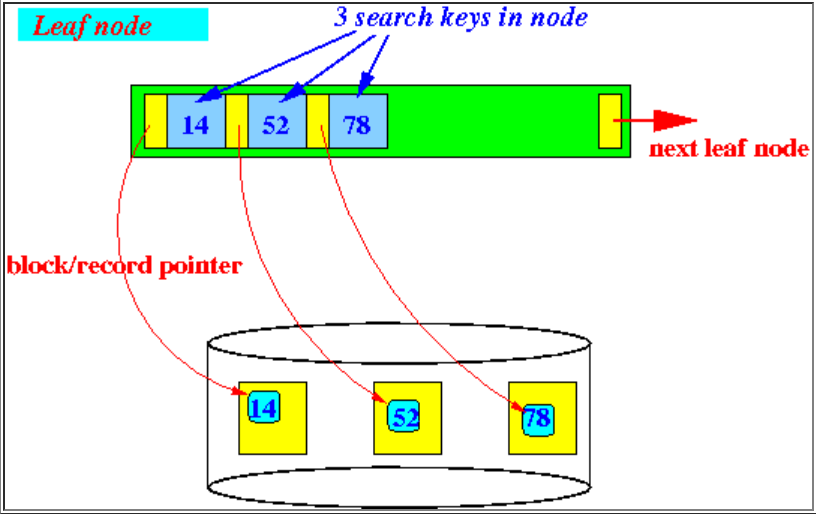 Leaf node
3 search keys in node
14 52 78
next leaf node
block/record pointer
14 52 78